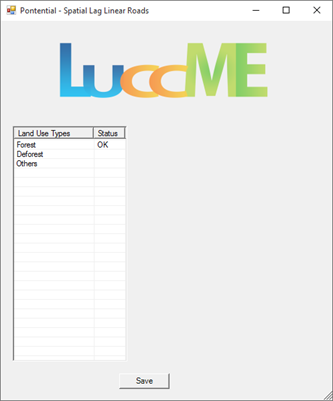 Pontential - Spatial Lag Linear Roads
LuccME
Land Use Types Status
Forest OK
Deforest
Others
Save